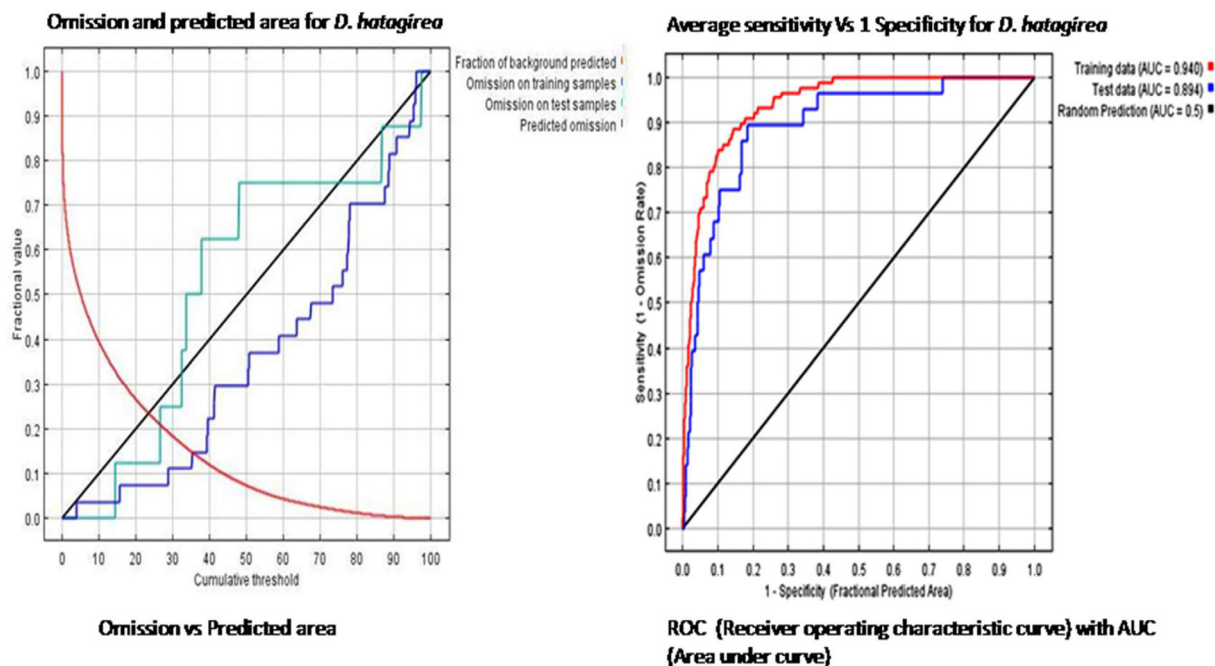 Omission and predicted area for D. hatagirea
Fraction of background predicted
Omission on training samples
Omission on test samples
Predicted omission
Fractional value
1.0
0.9
0.8
0.7
0.6
0.5
0.4
0.3
0.2
0.1
0.0
0 10 20 30 40 50 60 70 80 90 100
Cumulative threshold
Omission vs Predicted area
Average sensitivity Vs 1 Specificity for D. hatagirea
Training data (AUC = 0.940)
Test data (AUC = 0.894)
Random Prediction (AUC = 0.5)
Sensitivity (1 - Omission Rate)
1.0
0.9
0.8
0.7
0.6
0.5
0.4
0.3
0.2
0.1
0.0
0.0 0.1 0.2 0.3 0.4 0.5 0.6 0.7 0.8 0.9 1.0
1 - Specificity (Fractional Predicted Area)
ROC (Receiver operating characteristic curve) with AUC
(Area under curve)